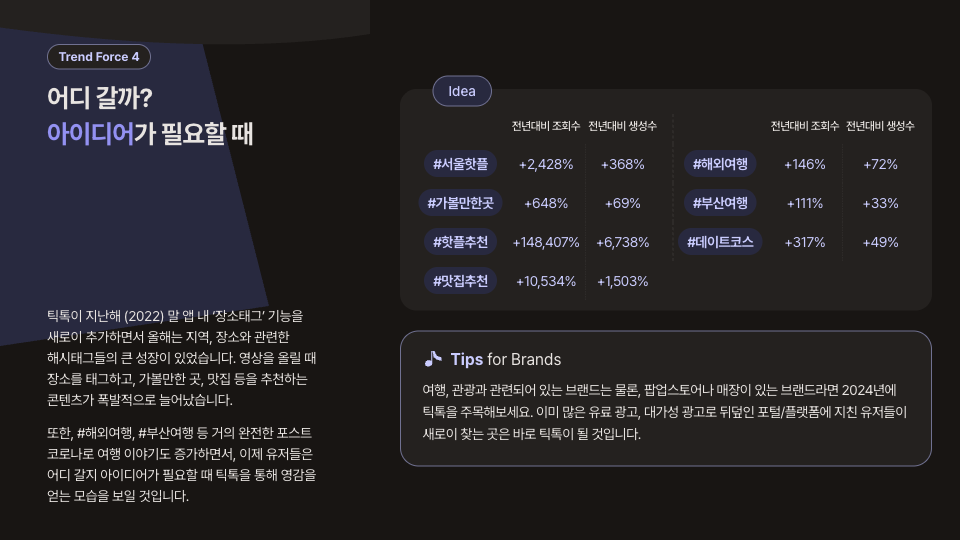 Trend Force 4
어디 갈까?
아이디어가 필요할 때
틱톡이 지난해 (2022) 말 앱 내 ‘장소태그’ 기능을
새로이 추가하면서 올해는 지역, 장소와 관련한
해시태그들의 큰 성장이 있었습니다. 영상을 올릴 때
장소를 태그하고, 가볼만한 곳, 맛집 등을 추천하는
콘텐츠가 폭발적으로 늘어났습니다.
또한, #해외여행, #부산여행 등 거의 완전한 포스트
코로나로 여행 이야기도 증가하면서, 이제 유저들은
어디 갈지 아이디어가 필요할 때 틱톡을 통해 영감을
얻는 모습을 보일 것입니다.
Idea
전년대비 조회수 전년대비 생성수
#서울핫플 +2,428% +368%
#가볼만한곳 +648% +69%
#핫플추천 +148,407% +6,738%
#맛집추천 +10,534% +1,503%
전년대비 조회수 전년대비 생성수
#해외여행 +146% +72%
#부산여행 +111% +33%
#데이트코스 +317% +49%
Tips for Brands
여행, 관광과 관련되어 있는 브랜드는 물론, 팝업스토어나 매장이 있는 브랜드라면 2024년에
틱톡을 주목해보세요. 이미 많은 유료 광고, 대가성 광고로 뒤덮인 포털/플랫폼에 지친 유저들이
새로이 찾는 곳은 바로 틱톡이 될 것입니다.